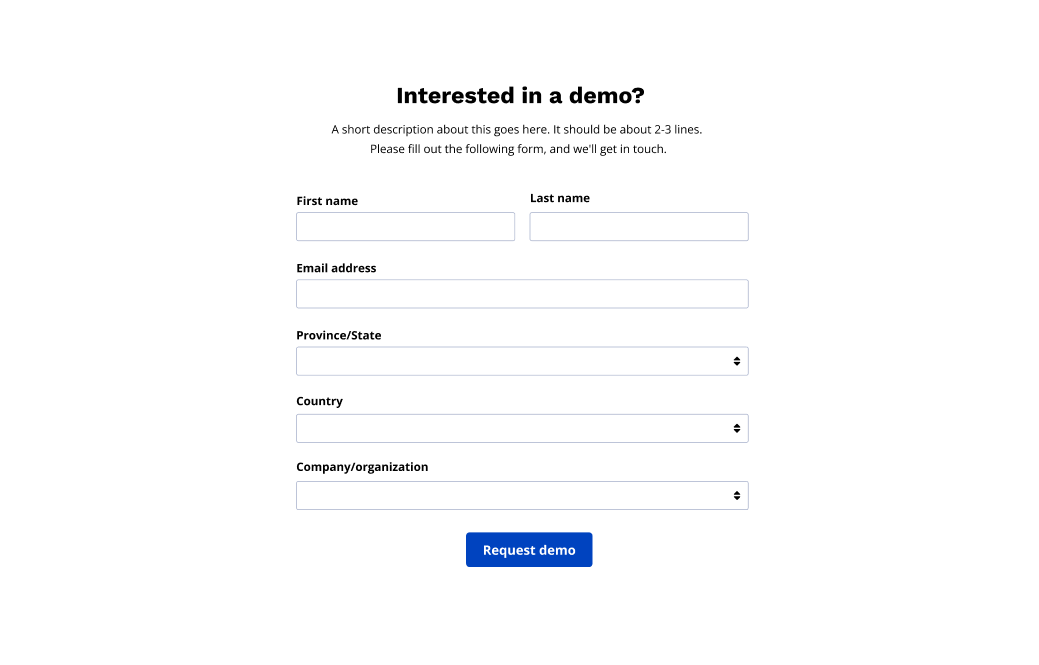 Interested in a demo?
A short description about this goes here. It should be about 2-3 lines.
Please fill out the following form, and we'll get in touch.
First name
Last name
Email address
Province/State
Country
Company/organization
Request demo